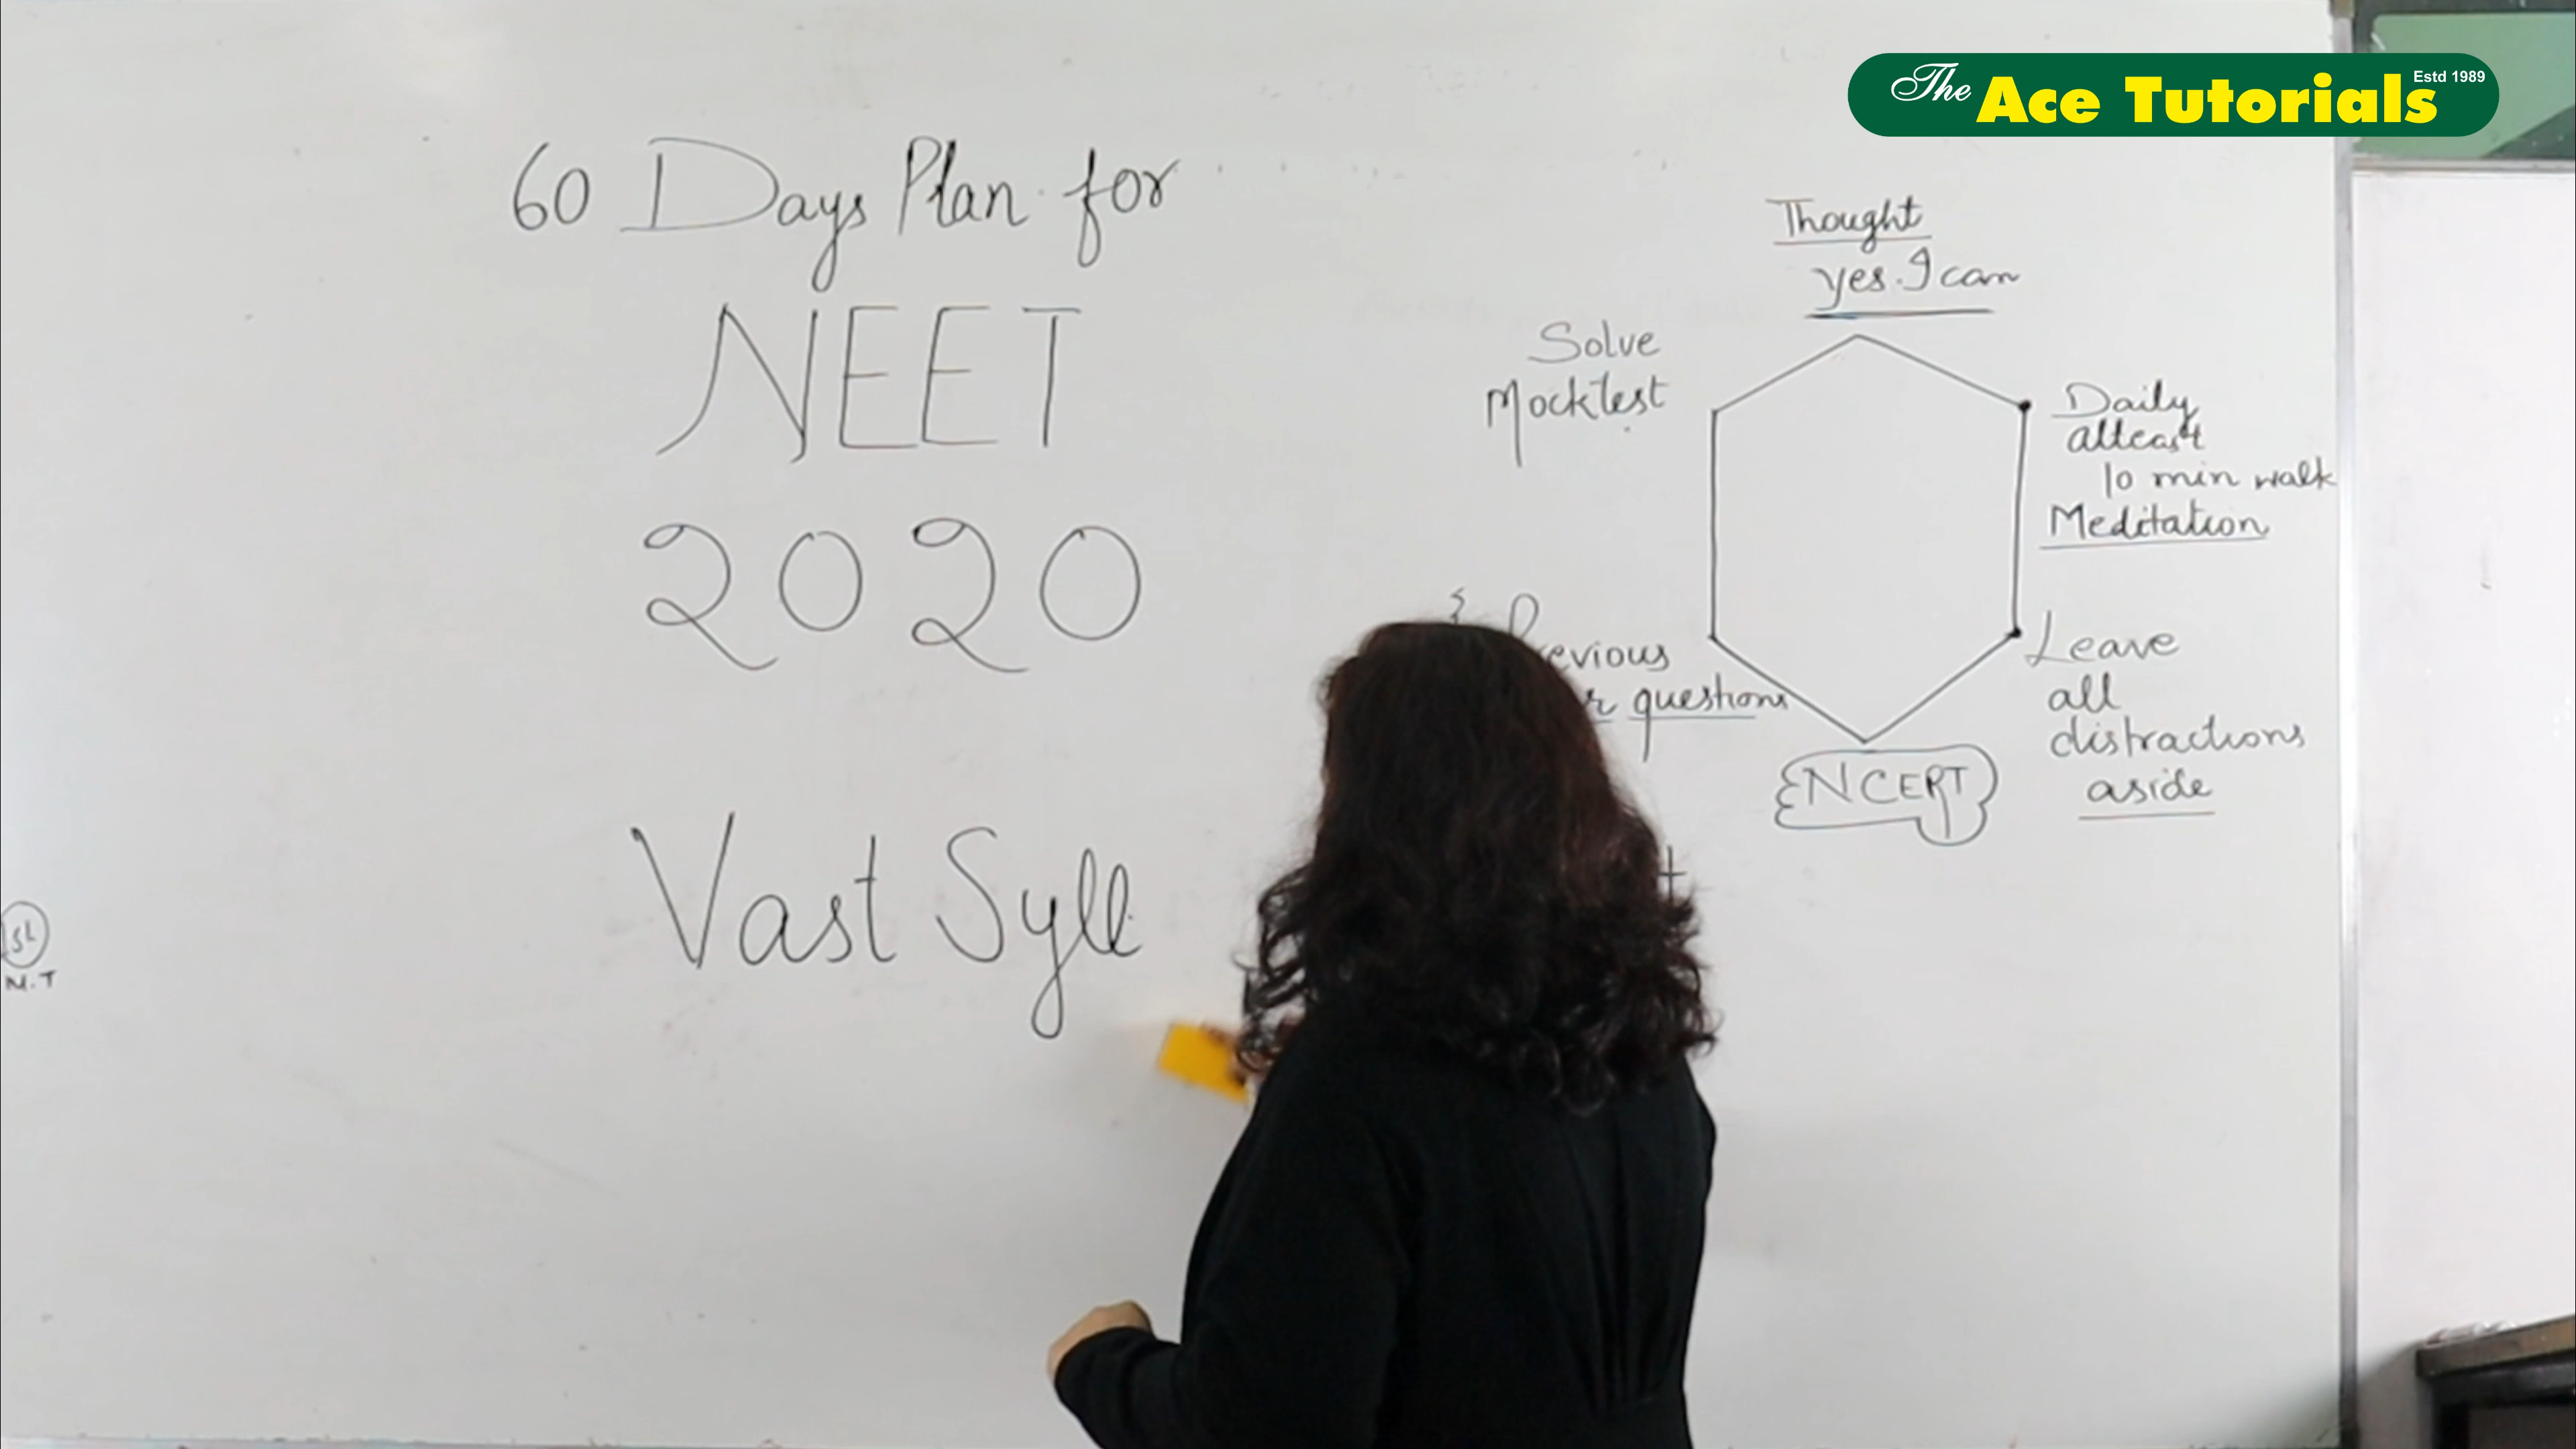 The Ace Tutorials Estd 1989
60 Days Plan for
NEET
2020
Vast Syll
Thought
yes. I can
Solve
Mocktest
Daily
atleast
10 min walk
Meditation
questions
Leave
all
distractions
aside
NCERT
SL
N.T